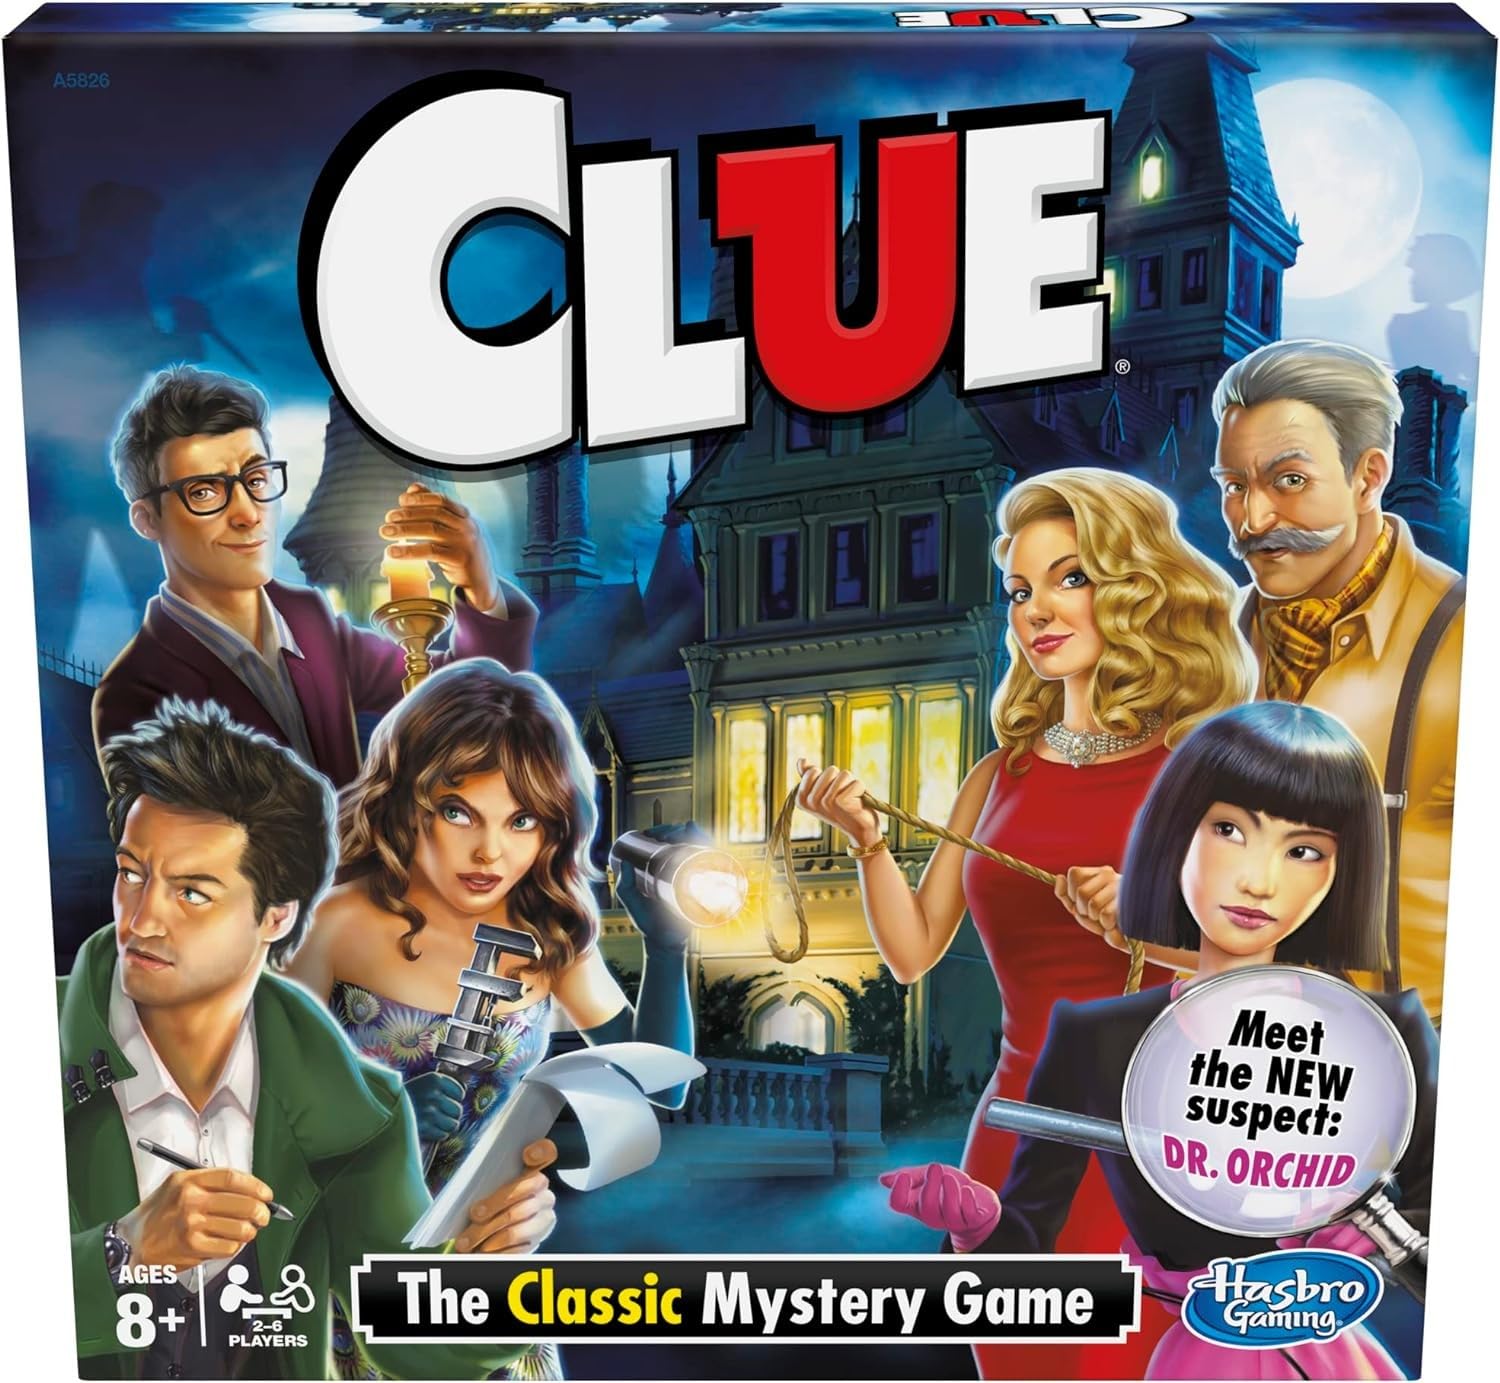 CLUE
A5826
CLUE®
Meet
the NEW
suspect:
DR. ORCHID
AGES
8+
2–6
PLAYERS
The Classic Mystery Game
Hasbro
Gaming